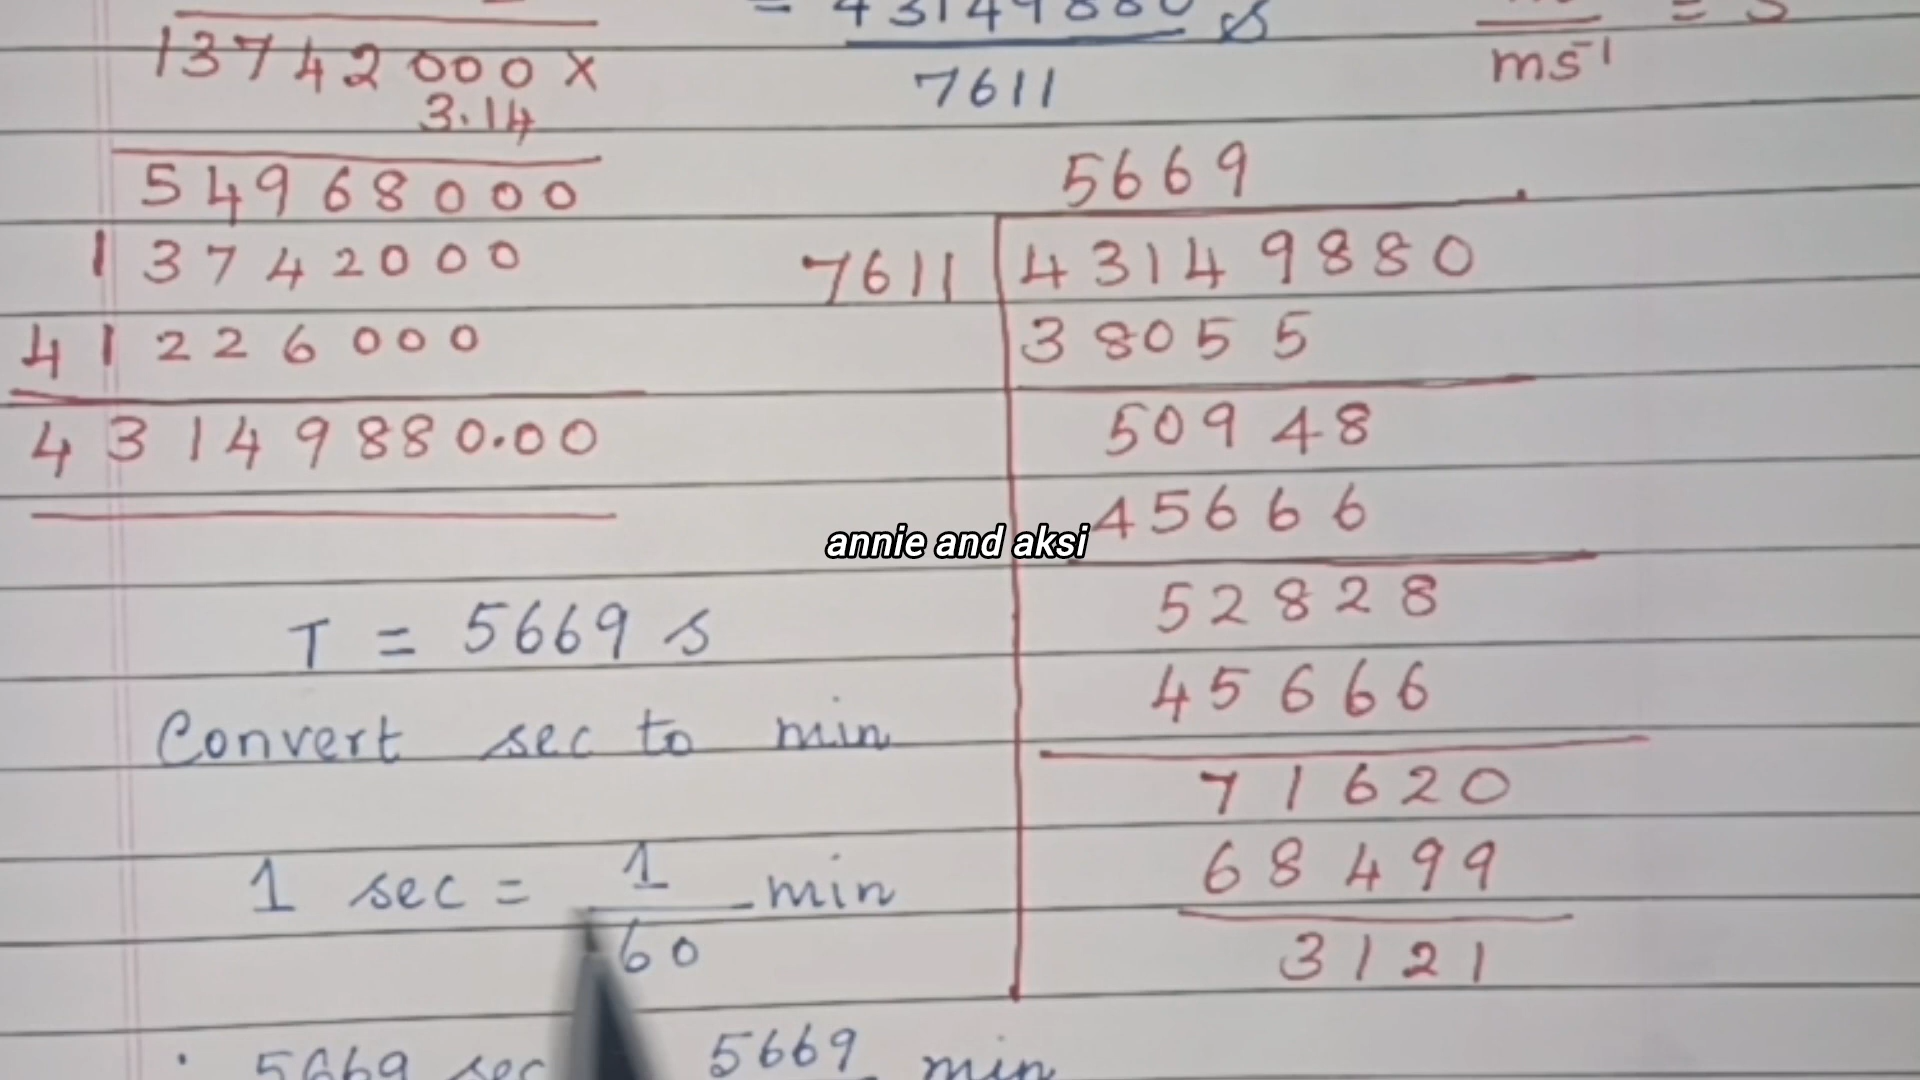 13742000 ×
3.14
54968000
13742000
41226000
43149880.00
T = 5669 s
Convert sec to min
1 sec = 1
60 min
5669 sec 5669 min
= 43149880 s
7611
ms⁻¹ = s
5669
7611 43149880
38055
50948
45666
52828
45666
71620
68499
3121
annie and aksi